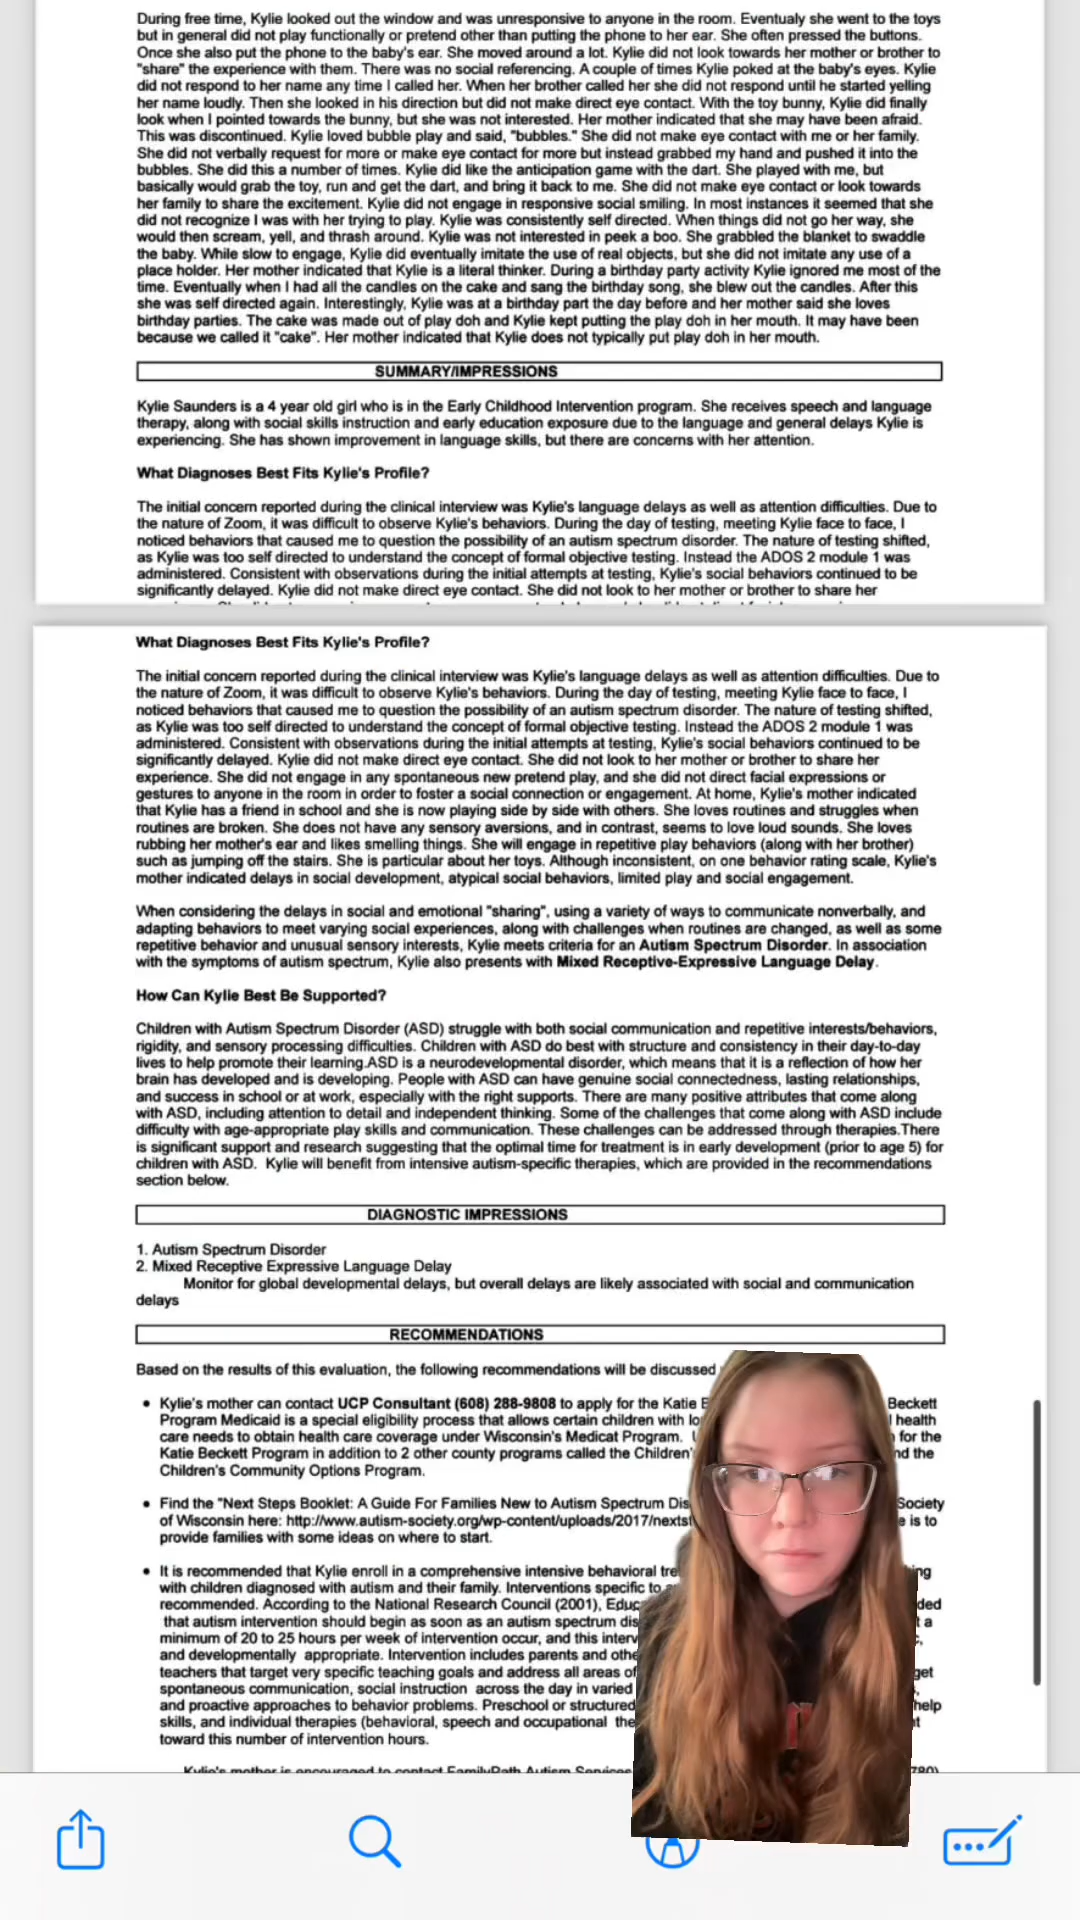 During free time, Kylie looked out the window and was unresponsive to anyone in the room. Eventualy she went to the toys
but in general did not play functionally or pretend other than putting the phone to her ear. She often pressed the buttons.
Once she also put the phone to the baby's ear. She moved around a lot. Kylie did not look towards her mother or brother to
"share" the experience with them. There was no social referencing. A couple of times Kylie poked at the baby's eyes. Kylie
did not respond to her name any time I called her. When her brother called her she did not respond until he started yelling
her name loudly. Then she looked in his direction but did not make direct eye contact. With the toy bunny, Kylie did finally
look when I pointed towards the bunny, but she was not interested. Her mother indicated that she may have been afraid.
This was discontinued. Kylie loved bubble play and said, "bubbles." She did not make eye contact with me or her family.
She did not verbally request for more or make eye contact for more but instead grabbed my hand and pushed it into the
bubbles. She did this a number of times. Kylie did like the anticipation game with the dart. She played with me, but
basically would grab the toy, run and get the dart, and bring it back to me. She did not make eye contact or look towards
her family to share the excitement. Kylie did not engage in responsive social smiling. In most instances it seemed that she
did not recognize I was with her trying to play. Kylie was consistently self directed. When things did not go her way, she
would then scream, yell, and thrash around. Kylie was not interested in peek a boo. She grabbed the blanket to swaddle
the baby. While slow to engage, Kylie did eventually imitate the use of real objects, but she did not imitate any use of a
place holder. Her mother indicated that Kylie is a literal thinker. During a birthday party activity Kylie ignored me most of the
time. Eventually when I had all the candles on the cake and sang the birthday song, she blew out the candles. After this
she was self directed again. Interestingly, Kylie was at a birthday part the day before and her mother said she loves
birthday parties. The cake was made out of play doh and Kylie kept putting the play doh in her mouth. It may have been
because we called it "cake". Her mother indicated that Kylie does not typically put play doh in her mouth.
SUMMARY/IMPRESSIONS
Kylie Saunders is a 4 year old girl who is in the Early Childhood Intervention program. She receives speech and language
therapy, along with social skills instruction and early education exposure due to the language and general delays Kylie is
experiencing. She has shown improvement in language skills, but there are concerns with her attention.
What Diagnoses Best Fits Kylie's Profile?
The initial concern reported during the clinical interview was Kylie's language delays as well as attention difficulties. Due to
the nature of Zoom, it was difficult to observe Kylie's behaviors. During the day of testing, meeting Kylie face to face, I
noticed behaviors that caused me to question the possibility of an autism spectrum disorder. The nature of testing shifted,
as Kylie was too self directed to understand the concept of formal objective testing. Instead the ADOS 2 module 1 was
administered. Consistent with observations during the initial attempts at testing, Kylie's social behaviors continued to be
significantly delayed. Kylie did not make direct eye contact. She did not look to her mother or brother to share her
What Diagnoses Best Fits Kylie's Profile?
The initial concern reported during the clinical interview was Kylie's language delays as well as attention difficulties. Due to
the nature of Zoom, it was difficult to observe Kylie's behaviors. During the day of testing, meeting Kylie face to face, I
noticed behaviors that caused me to question the possibility of an autism spectrum disorder. The nature of testing shifted,
as Kylie was too self directed to understand the concept of formal objective testing. Instead the ADOS 2 module 1 was
administered. Consistent with observations during the initial attempts at testing, Kylie's social behaviors continued to be
significantly delayed. Kylie did not make direct eye contact. She did not look to her mother or brother to share her
experience. She did not engage in any spontaneous new pretend play, and she did not direct facial expressions or
gestures to anyone in the room in order to foster a social connection or engagement. At home, Kylie's mother indicated
that Kylie has a friend in school and she is now playing side by side with others. She loves routines and struggles when
routines are broken. She does not have any sensory aversions, and in contrast, seems to love loud sounds. She loves
rubbing her mother's ear and likes smelling things. She will engage in repetitive play behaviors (along with her brother)
such as jumping off the stairs. She is particular about her toys. Although inconsistent, on one behavior rating scale, Kylie's
mother indicated delays in social development, atypical social behaviors, limited play and social engagement.
When considering the delays in social and emotional "sharing", using a variety of ways to communicate nonverbally, and
adapting behaviors to meet varying social experiences, along with challenges when routines are changed, as well as some
repetitive behavior and unusual sensory interests, Kylie meets criteria for an Autism Spectrum Disorder. In association
with the symptoms of autism spectrum, Kylie also presents with Mixed Receptive-Expressive Language Delay.
How Can Kylie Best Be Supported?
Children with Autism Spectrum Disorder (ASD) struggle with both social communication and repetitive interests/behaviors,
rigidity, and sensory processing difficulties. Children with ASD do best with structure and consistency in their day-to-day
lives to help promote their learning.ASD is a neurodevelopmental disorder, which means that it is a reflection of how her
brain has developed and is developing. People with ASD can have genuine social connectedness, lasting relationships,
and success in school or at work, especially with the right supports. There are many positive attributes that come along
with ASD, including attention to detail and independent thinking. Some of the challenges that come along with ASD include
difficulty with age-appropriate play skills and communication. These challenges can be addressed through therapies.There
is significant support and research suggesting that the optimal time for treatment is in early development (prior to age 5) for
children with ASD. Kylie will benefit from intensive autism-specific therapies, which are provided in the recommendations
section below.
DIAGNOSTIC IMPRESSIONS
1. Autism Spectrum Disorder
2. Mixed Receptive Expressive Language Delay
Monitor for global developmental delays, but overall delays are likely associated with social and communication
delays
RECOMMENDATIONS
Based on the results of this evaluation, the following recommendations will be discussed
• Kylie's mother can contact UCP Consultant (608) 288-9808 to apply for the Katie B Beckett
Program Medicaid is a special eligibility process that allows certain children with lo health
care needs to obtain health care coverage under Wisconsin's Medicat Program. for the
Katie Beckett Program in addition to 2 other county programs called the Children' nd the
Children's Community Options Program.
• Find the "Next Steps Booklet: A Guide For Families New to Autism Spectrum Dis Society
of Wisconsin here: http://www.autism-society.org/wp-content/uploads/2017/nextst e is to
provide families with some ideas on where to start.
• It is recommended that Kylie enroll in a comprehensive intensive behavioral tre ing
with children diagnosed with autism and their family. Interventions specific to
recommended. According to the National Research Council (2001), Educ ded
that autism intervention should begin as soon as an autism spectrum dis t a
minimum of 20 to 25 hours per week of intervention occur, and this interv
and developmentally appropriate. Intervention includes parents and othe
teachers that target very specific teaching goals and address all areas of get
spontaneous communication, social instruction across the day in varied
and proactive approaches to behavior problems. Preschool or structured help
skills, and individual therapies (behavioral, speech and occupational the t
toward this number of intervention hours.
Kylie's mother is encouraged to contact FamilyPath Autism Services 780)